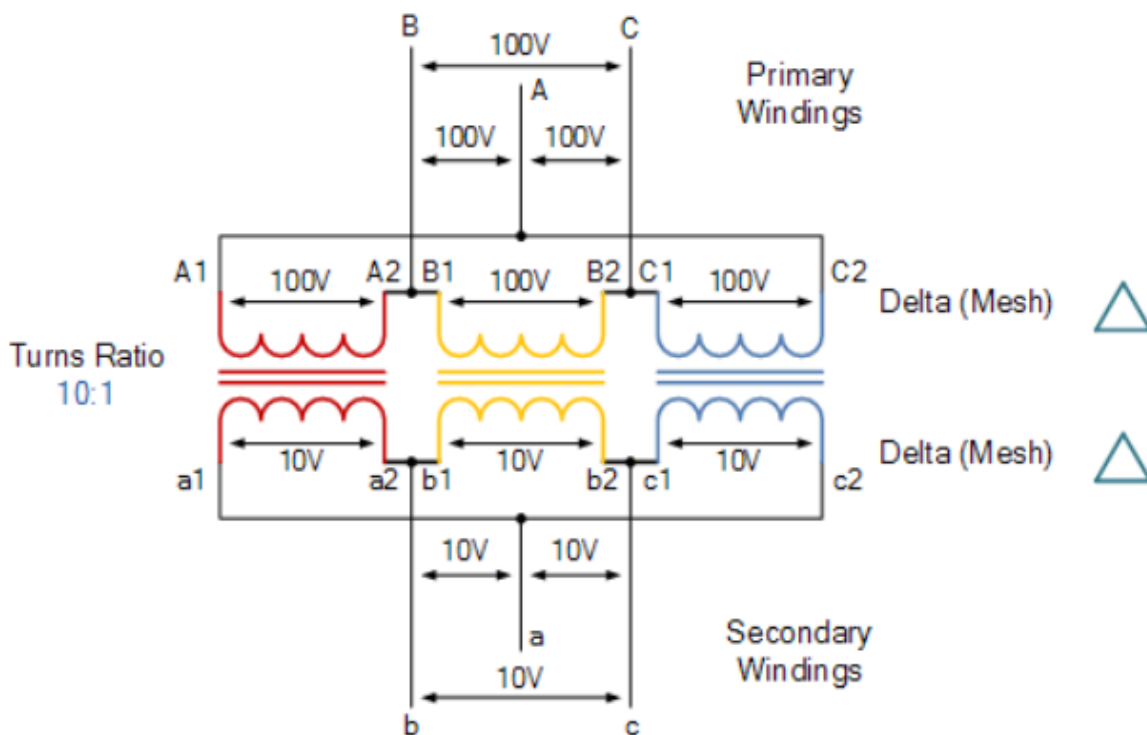 B
C
100V
A
Primary
Windings
100V
100V
A1
A2
B1
B2
C1
C2
100V
100V
100V
Delta (Mesh)
Turns Ratio
10:1
10V
10V
10V
Delta (Mesh)
a1
a2
b1
b2
c1
c2
10V
10V
a
Secondary
Windings
10V
b
c